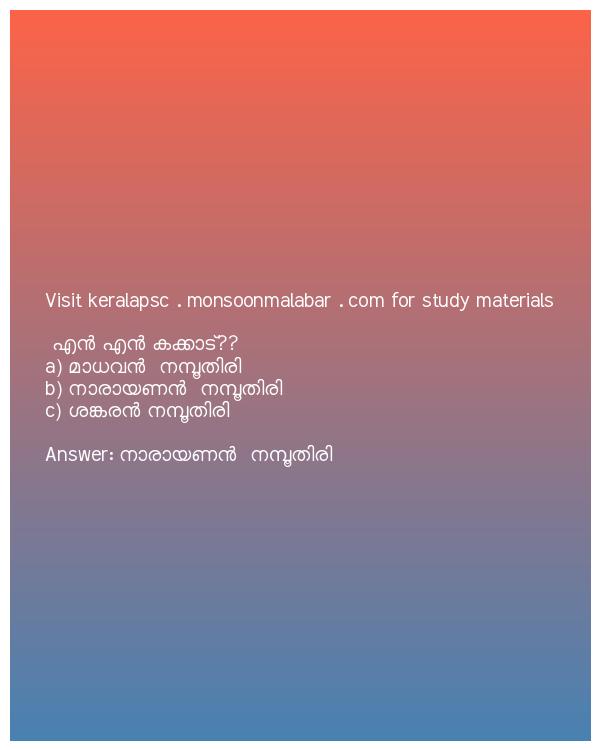 Visit keralapsc . monsoonmalabar . com for study materials
എൻ എൻ കക്കാട്??
a) മാധവൻ നമ്പൂതിരി
b) നാരായണൻ നമ്പൂതിരി
c) ശങ്കരൻ നമ്പൂതിരി
Answer: നാരായണൻ നമ്പൂതിരി